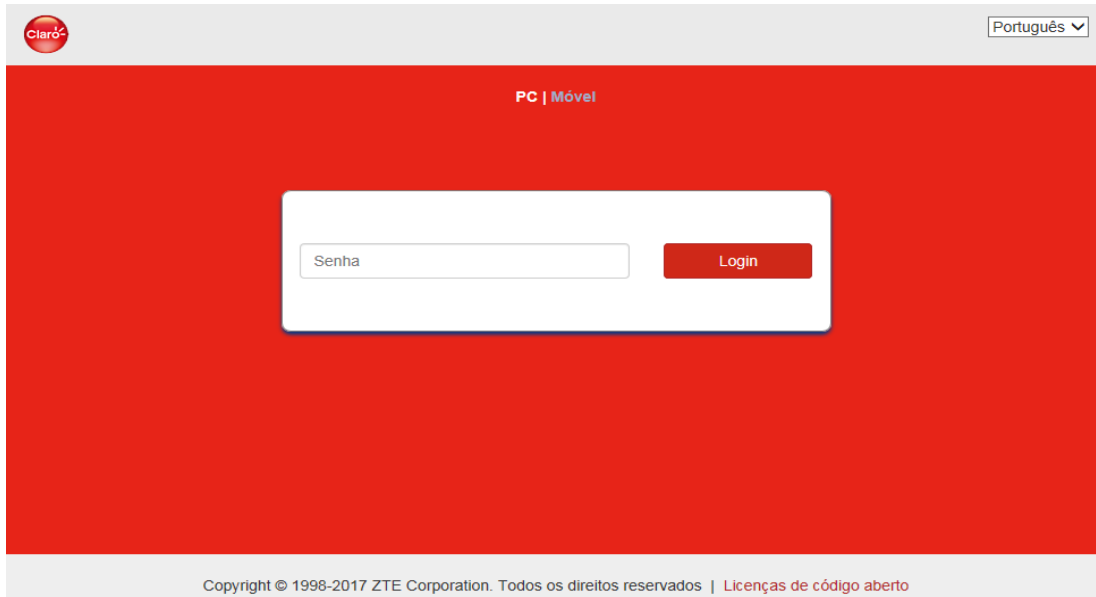 Claro
Português
PC | Móvel
Senha
Login
Copyright © 1998-2017 ZTE Corporation. Todos os direitos reservados | Licenças de código aberto